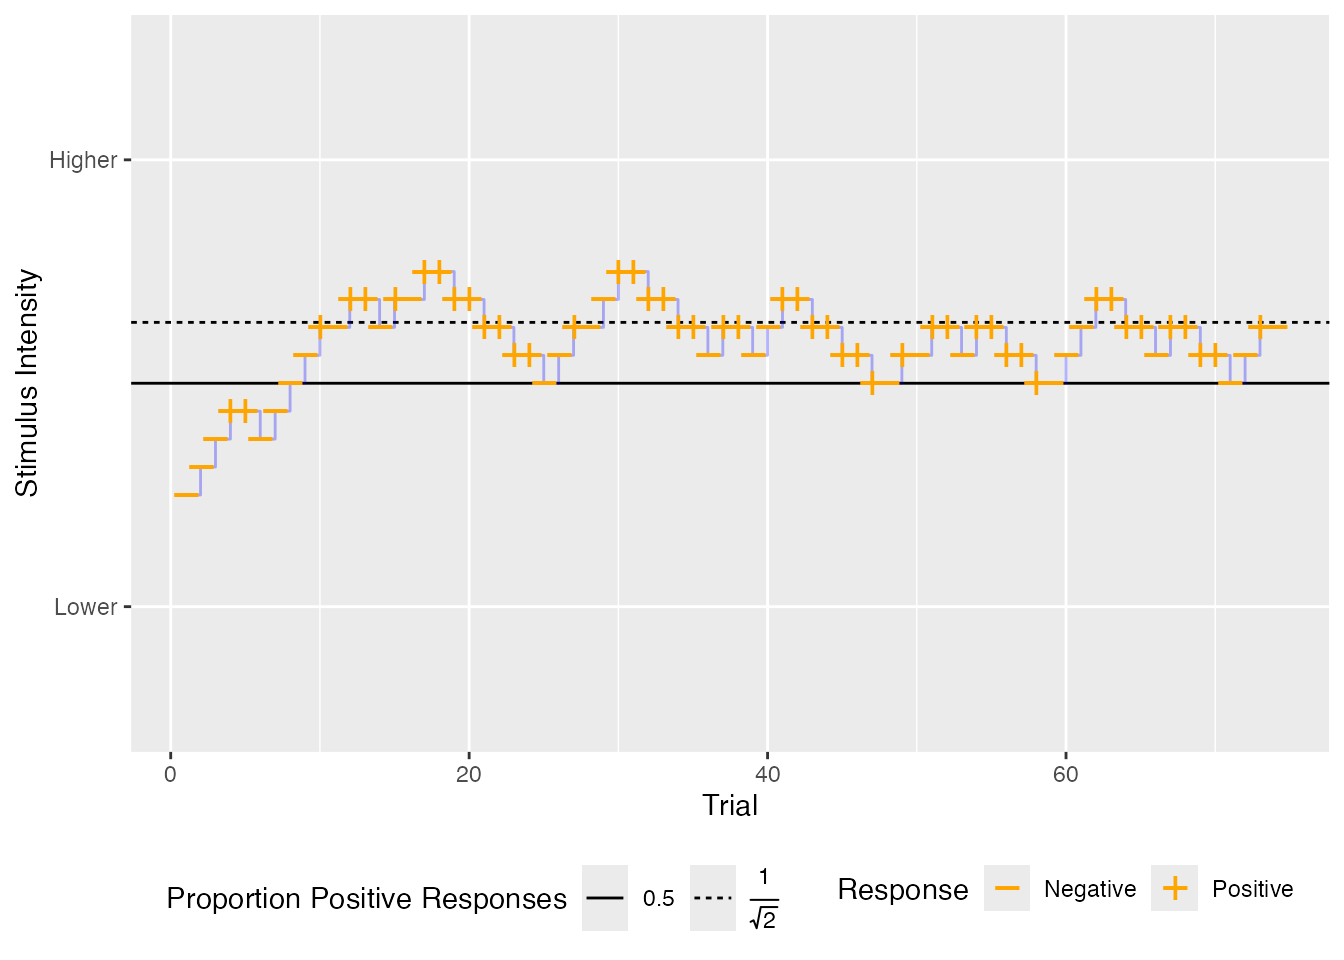 Stimulus Intensity
Higher
Lower
0 20 40 60
Trial
Proportion Positive Responses 0.5 1/√2 Response Negative Positive